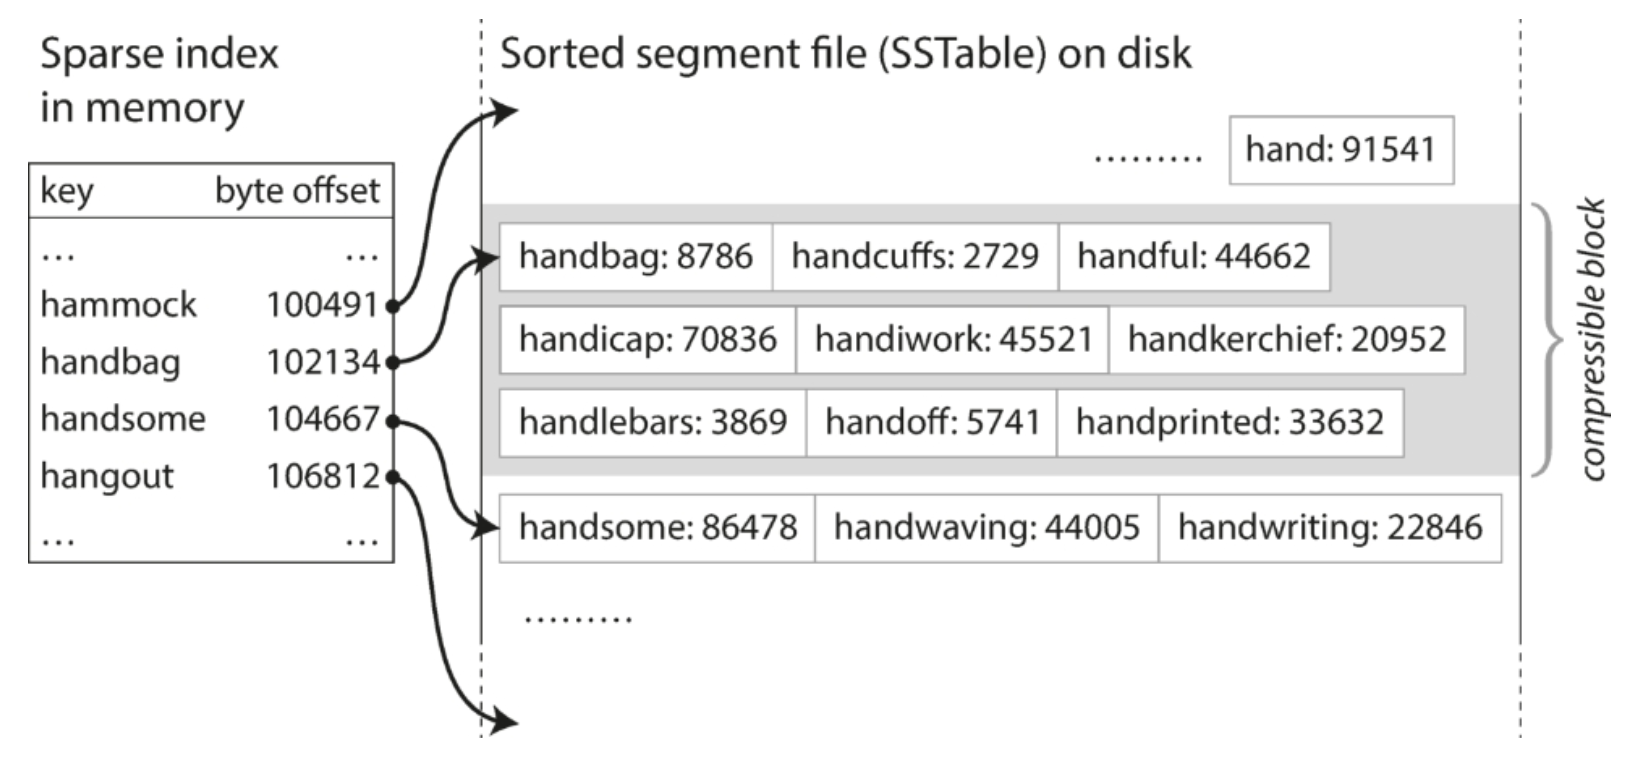 Sparse index
in memory
key byte offset
... ...
hammock 100491
handbag 102134
handsome 104667
hangout 106812
... ...
Sorted segment file (SSTable) on disk
......... hand: 91541
handbag: 8786 handcuffs: 2729 handful: 44662
handicap: 70836 handiwork: 45521 handkerchief: 20952
handlebars: 3869 handoff: 5741 handprinted: 33632
handsome: 86478 handwaving: 44005 handwriting: 22846
.........
compressible block